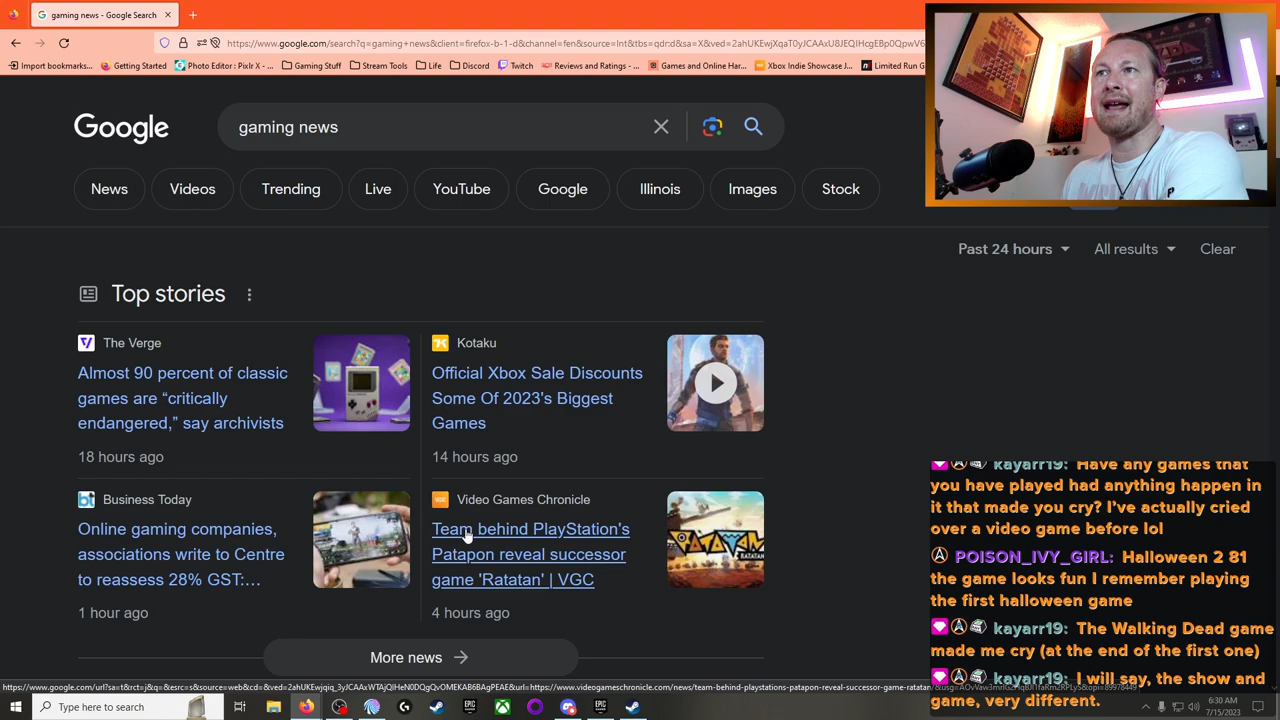 gaming news - Google Search
https://www.google.com/search?q=gaming+news&client=firefox-b-1-d&channel=fen&source=lnt&tbs=qdr:d&sa=X&ved=2ahUKEwjXqaT0yJCAAxU8JEQIHcgEBp0QpwV6
Import bookmarks...
Getting Started
Photo Editor : Pixlr X - ...
Gaming Stuff
Stream Tools
Life
Discord
Twitch
Reviews and Ratings - ...
Games and Online Har...
Xbox Indie Showcase J...
Limited Run G
Google
gaming news
News
Videos
Trending
Live
YouTube
Google
Illinois
Images
Stock
Past 24 hours
All results
Clear
Top stories
The Verge
Almost 90 percent of classic
games are “critically
endangered,” say archivists
18 hours ago
Kotaku
Official Xbox Sale Discounts
Some Of 2023's Biggest
Games
14 hours ago
Business Today
Online gaming companies,
associations write to Centre
to reassess 28% GST:...
1 hour ago
Video Games Chronicle
Team behind PlayStation's
Patapon reveal successor
game 'Ratatan' | VGC
4 hours ago
More news
kayarr19: Have any games that
you have played had anything happen in
it that made you cry? I've actually cried
over a video game before lol
POISON_IVY_GIRL: Halloween 2 81
the game looks fun I remember playing
the first halloween game
kayarr19: The Walking Dead game
made me cry (at the end of the first one)
kayarr19: I will say, the show and
game, very different.
Type here to search
6:30 AM
7/15/2023